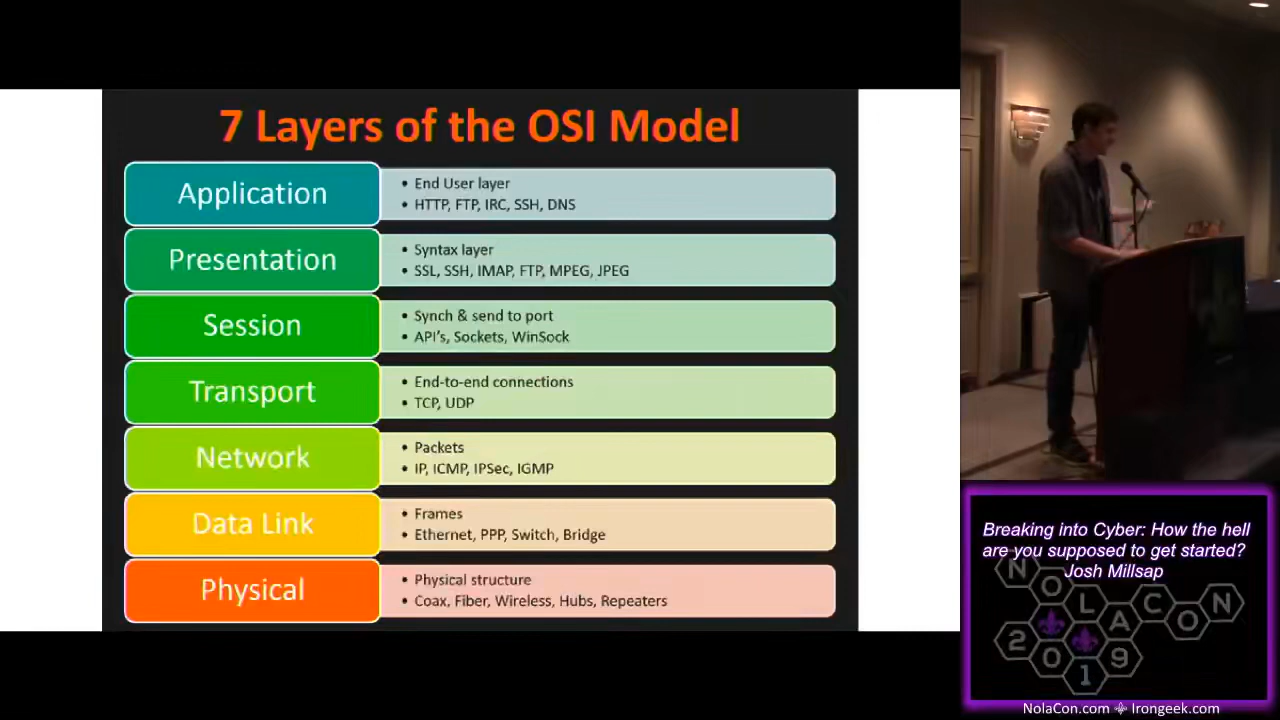 7 Layers of the OSI Model
Application
• End User layer
• HTTP, FTP, IRC, SSH, DNS
Presentation
• Syntax layer
• SSL, SSH, IMAP, FTP, MPEG, JPEG
Session
• Synch & send to port
• API's, Sockets, WinSock
Transport
• End-to-end connections
• TCP, UDP
Network
• Packets
• IP, ICMP, IPSec, IGMP
Data Link
• Frames
• Ethernet, PPP, Switch, Bridge
Physical
• Physical structure
• Coax, Fiber, Wireless, Hubs, Repeaters
Breaking into Cyber: How the hell
are you supposed to get started?
Josh Millsap
NOLACON
2019
NolaCon.com ⚜ Irongeek.com